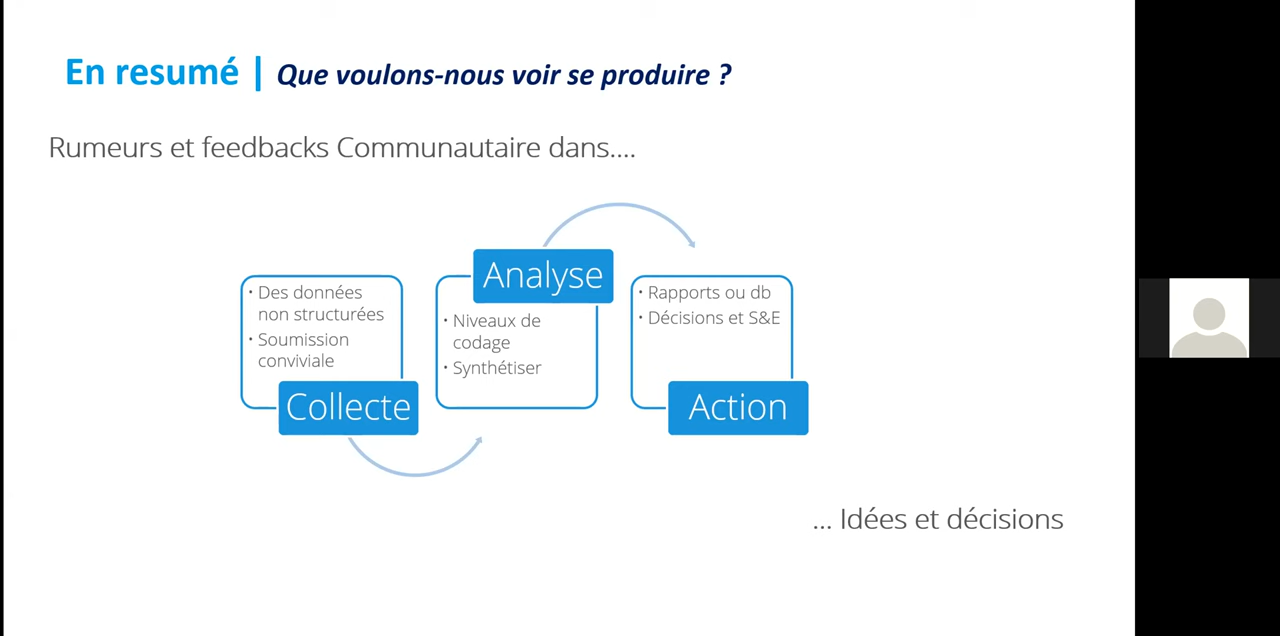 En resumé | Que voulons-nous voir se produire ?
Rumeurs et feedbacks Communautaire dans....
• Des données
non structurées
• Soumission
conviviale
Collecte
Analyse
• Niveaux de
codage
• Synthétiser
• Rapports ou db
• Décisions et S&E
Action
... Idées et décisions